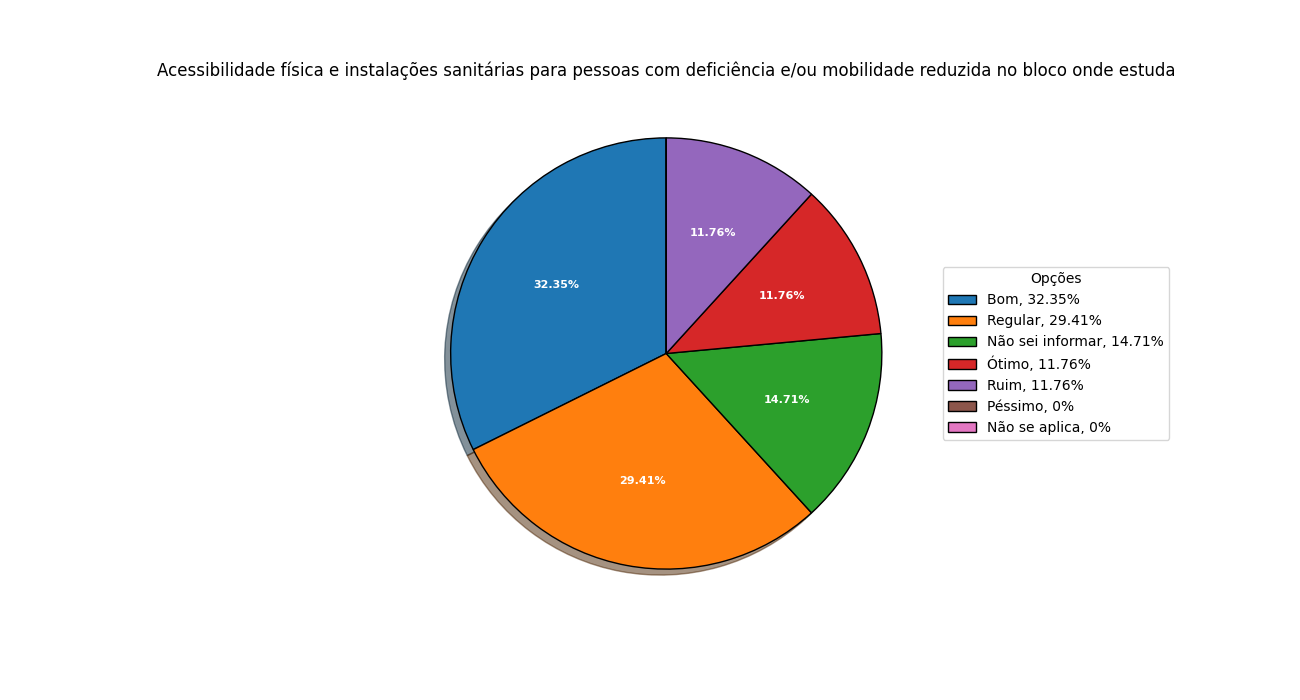 Acessibilidade física e instalações sanitárias para pessoas com deficiência e/ou mobilidade reduzida no bloco onde estuda
11.76%
32.35%
11.76%
14.71%
29.41%
Opções
Bom, 32.35%
Regular, 29.41%
Não sei informar, 14.71%
Ótimo, 11.76%
Ruim, 11.76%
Péssimo, 0%
Não se aplica, 0%